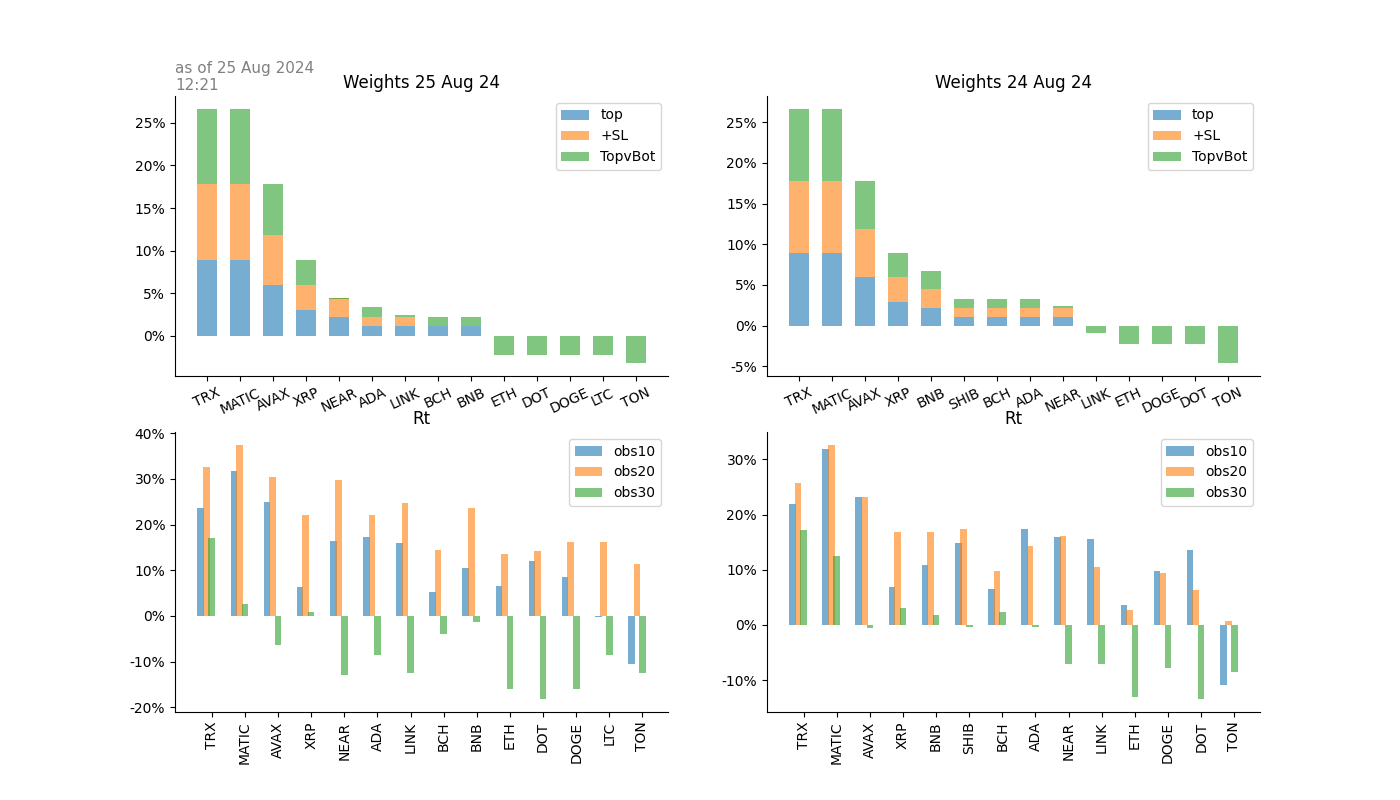 as of 25 Aug 2024
12:21
Weights 25 Aug 24
25%
20%
15%
10%
5%
0%
top
+SL
TopvBot
TRX MATIC AVAX XRP NEAR ADA LINK BCH BNB ETH DOT DOGE LTC TON
Weights 24 Aug 24
25%
20%
15%
10%
5%
0%
-5%
top
+SL
TopvBot
TRX MATIC AVAX XRP BNB SHIB BCH ADA NEAR LINK ETH DOGE DOT TON
Rt
40%
30%
20%
10%
0%
-10%
-20%
obs10
obs20
obs30
TRX MATIC AVAX XRP NEAR ADA LINK BCH BNB ETH DOT DOGE LTC TON
Rt
30%
20%
10%
0%
-10%
obs10
obs20
obs30
TRX MATIC AVAX XRP BNB SHIB BCH ADA NEAR LINK ETH DOGE DOT TON